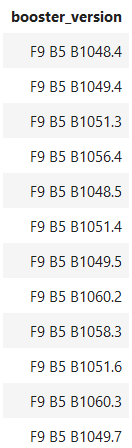 booster_version
F9 B5 B1048.4
F9 B5 B1049.4
F9 B5 B1051.3
F9 B5 B1056.4
F9 B5 B1048.5
F9 B5 B1051.4
F9 B5 B1049.5
F9 B5 B1060.2
F9 B5 B1058.3
F9 B5 B1051.6
F9 B5 B1060.3
F9 B5 B1049.7